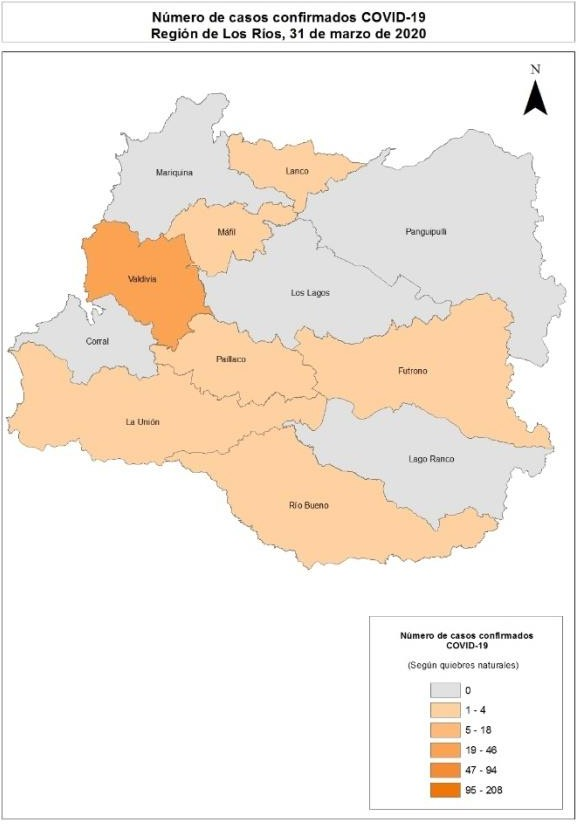 Número de casos confirmados COVID-19
Región de Los Ríos, 31 de marzo de 2020
N
Mariquina
Lanco
Máfil
Panguipulli
Valdivia
Los Lagos
Corral
Paillaco
Futrono
La Unión
Lago Ranco
Río Bueno
Número de casos confirmados
COVID-19
(Según quiebres naturales)
0
1 - 4
5 - 18
19 - 46
47 - 94
95 - 208